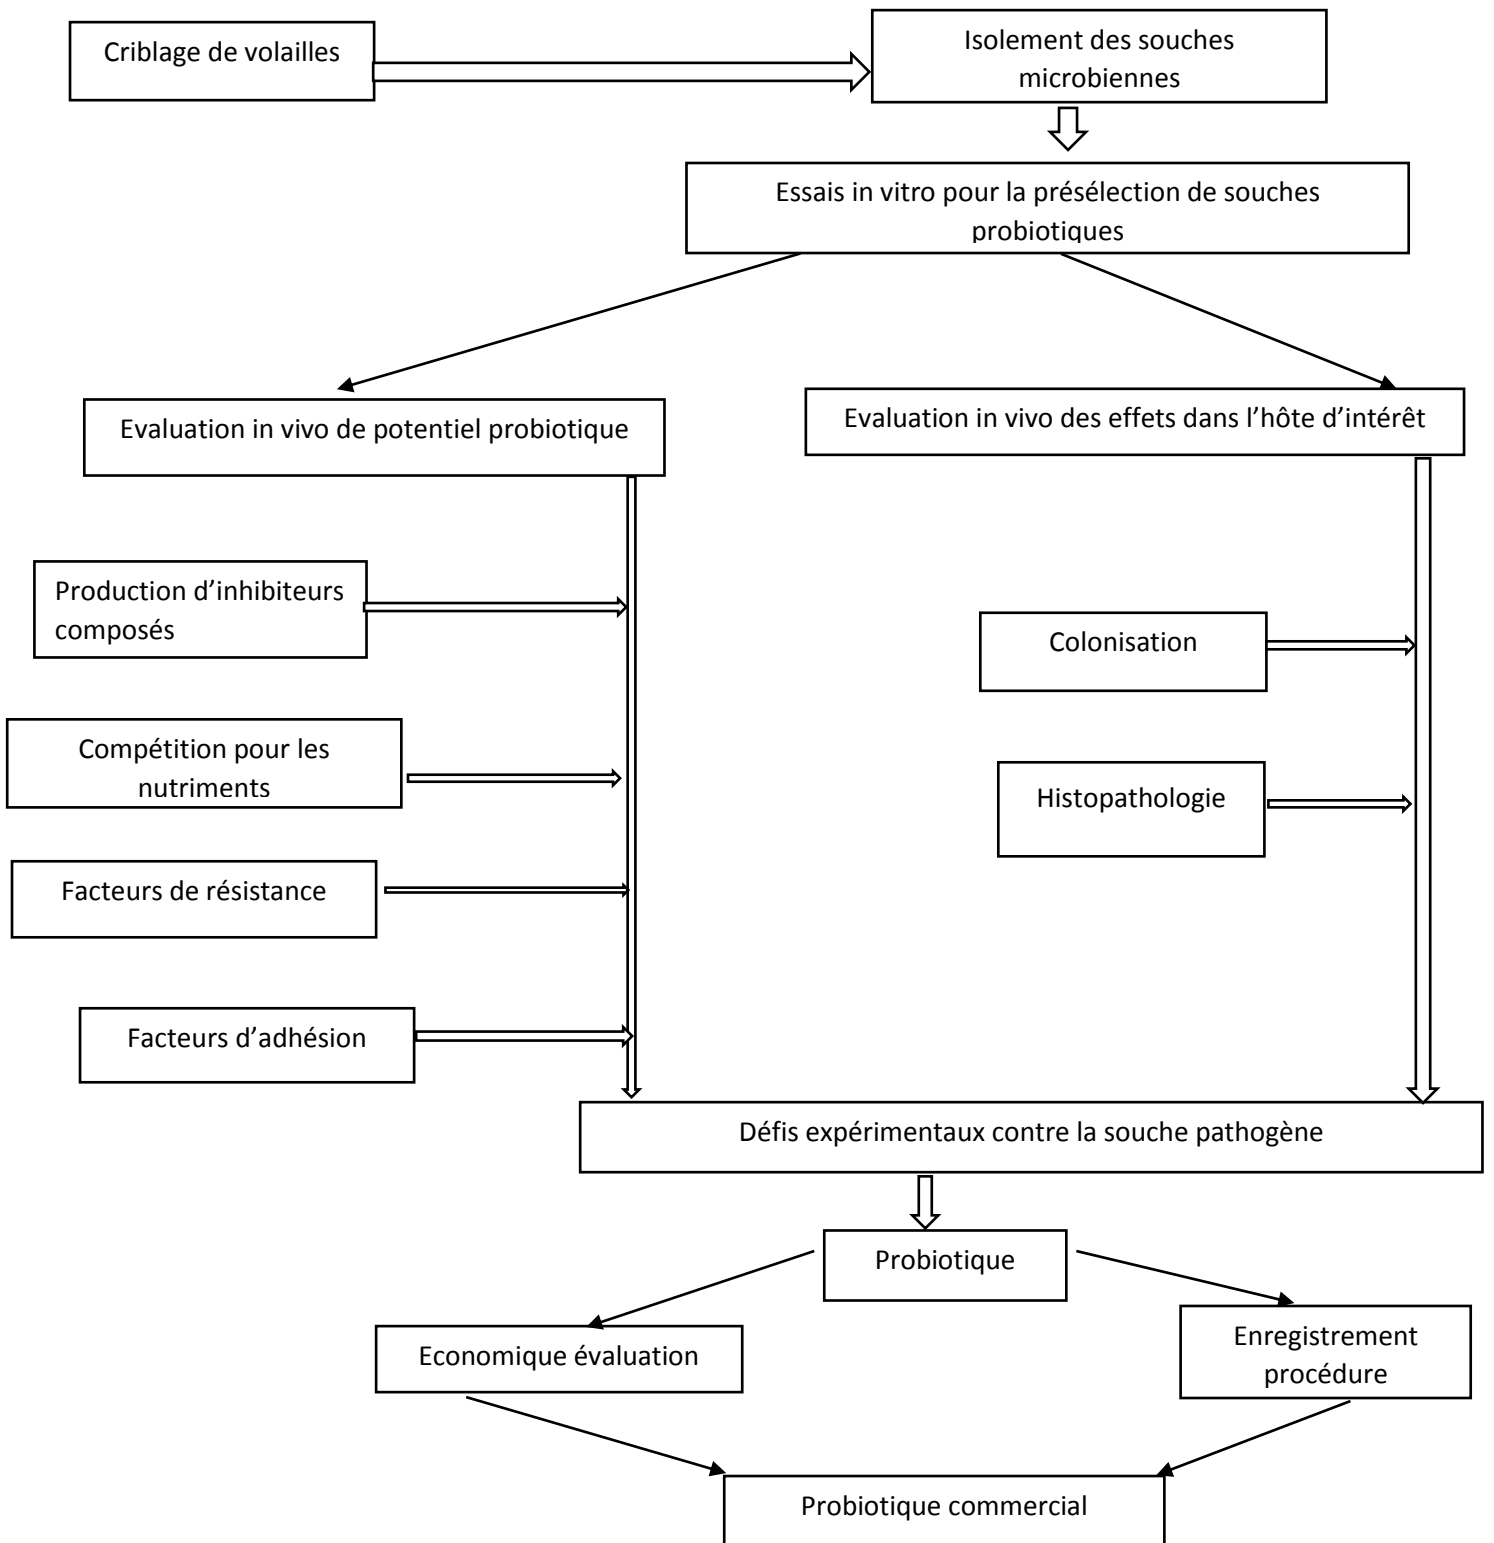 Criblage de volailles
Isolement des souches
microbiennes
Essais in vitro pour la présélection de souches
probiotiques
Evaluation in vivo de potentiel probiotique
Evaluation in vivo des effets dans l’hôte d’intérêt
Production d’inhibiteurs
composés
Colonisation
Compétition pour les
nutriments
Histopathologie
Facteurs de résistance
Facteurs d’adhésion
Défis expérimentaux contre la souche pathogène
Probiotique
Economique évaluation
Enregistrement
procédure
Probiotique commercial